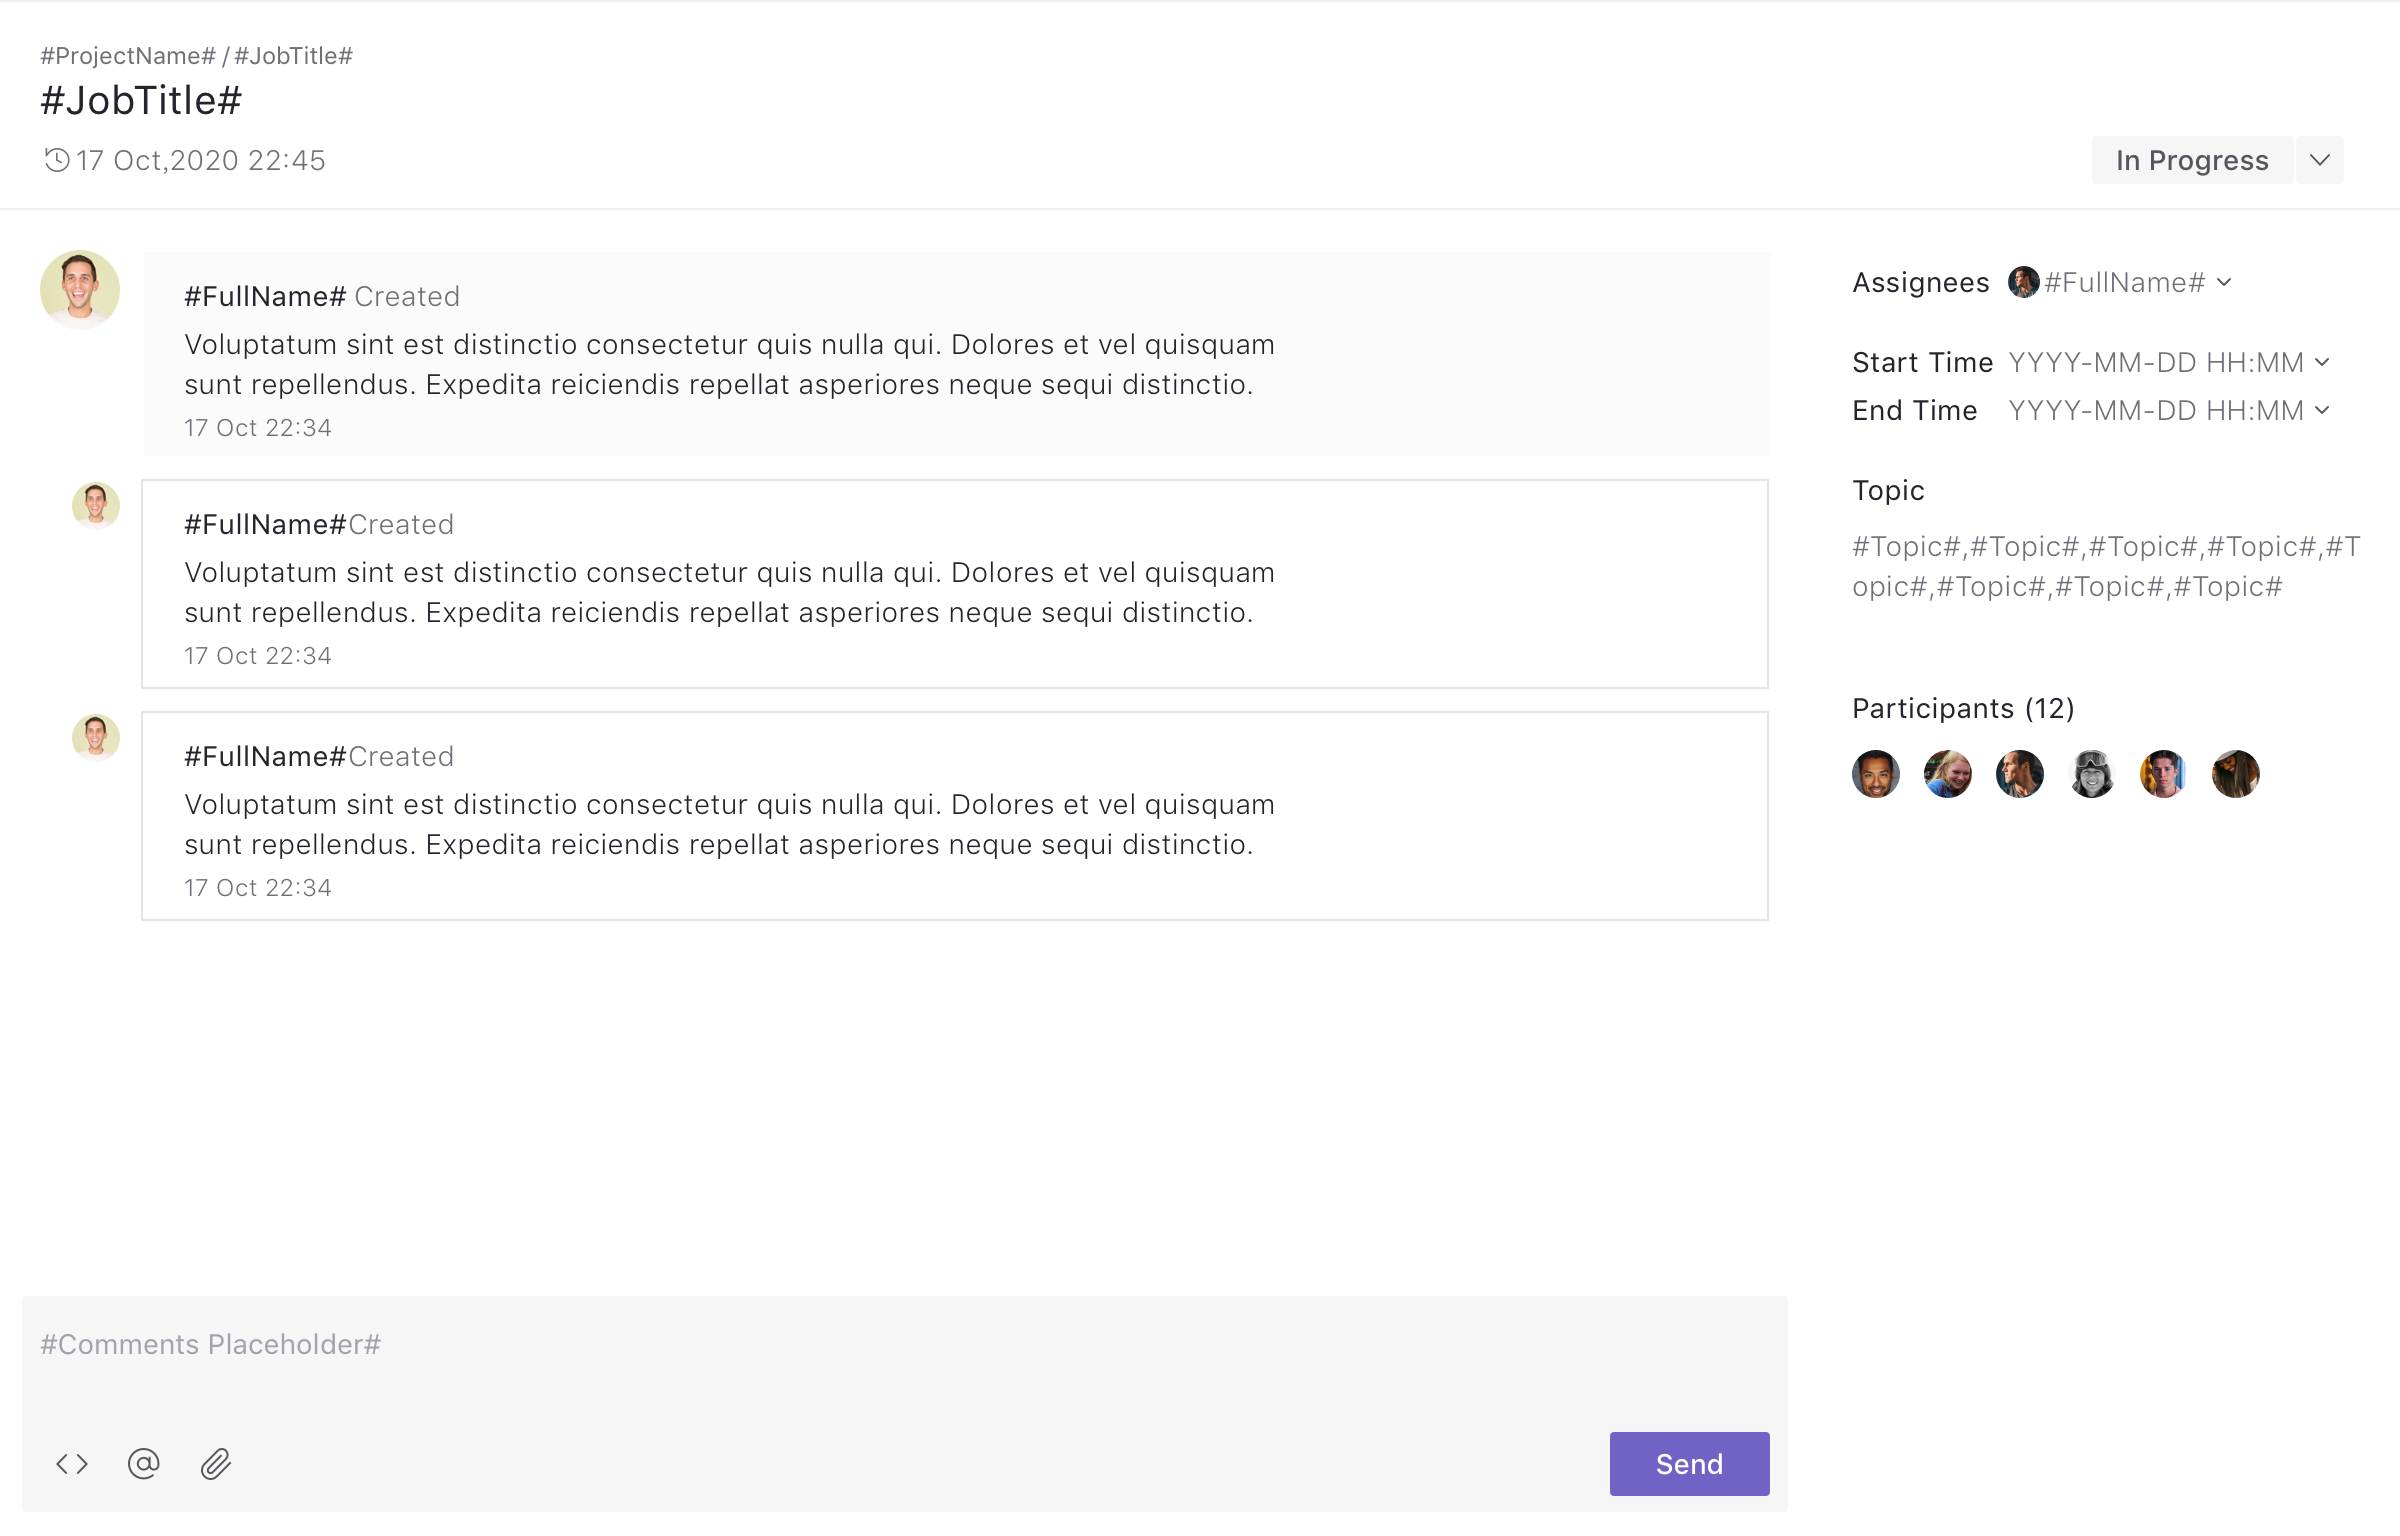 #ProjectName# / #JobTitle#
#JobTitle#
17 Oct,2020 22:45
In Progress
#FullName# Created
Voluptatum sint est distinctio consectetur quis nulla qui. Dolores et vel quisquam
sunt repellendus. Expedita reiciendis repellat asperiores neque sequi distinctio.
17 Oct 22:34
#FullName#Created
Voluptatum sint est distinctio consectetur quis nulla qui. Dolores et vel quisquam
sunt repellendus. Expedita reiciendis repellat asperiores neque sequi distinctio.
17 Oct 22:34
#FullName#Created
Voluptatum sint est distinctio consectetur quis nulla qui. Dolores et vel quisquam
sunt repellendus. Expedita reiciendis repellat asperiores neque sequi distinctio.
17 Oct 22:34
Assignees #FullName#
Start Time YYYY-MM-DD HH:MM
End Time YYYY-MM-DD HH:MM
Topic
#Topic#,#Topic#,#Topic#,#Topic#,#T
opic#,#Topic#,#Topic#,#Topic#
Participants (12)
#Comments Placeholder#
Send